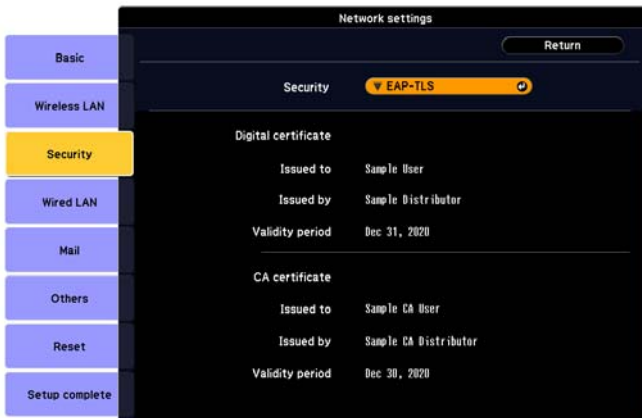 Network settings
Return
Basic
Wireless LAN
Security
Wired LAN
Mail
Others
Reset
Setup complete
Security EAP-TLS
Digital certificate
Issued to Sample User
Issued by Sample Distributor
Validity period Dec 31, 2020
CA certificate
Issued to Sample CA User
Issued by Sample CA Distributor
Validity period Dec 30, 2020